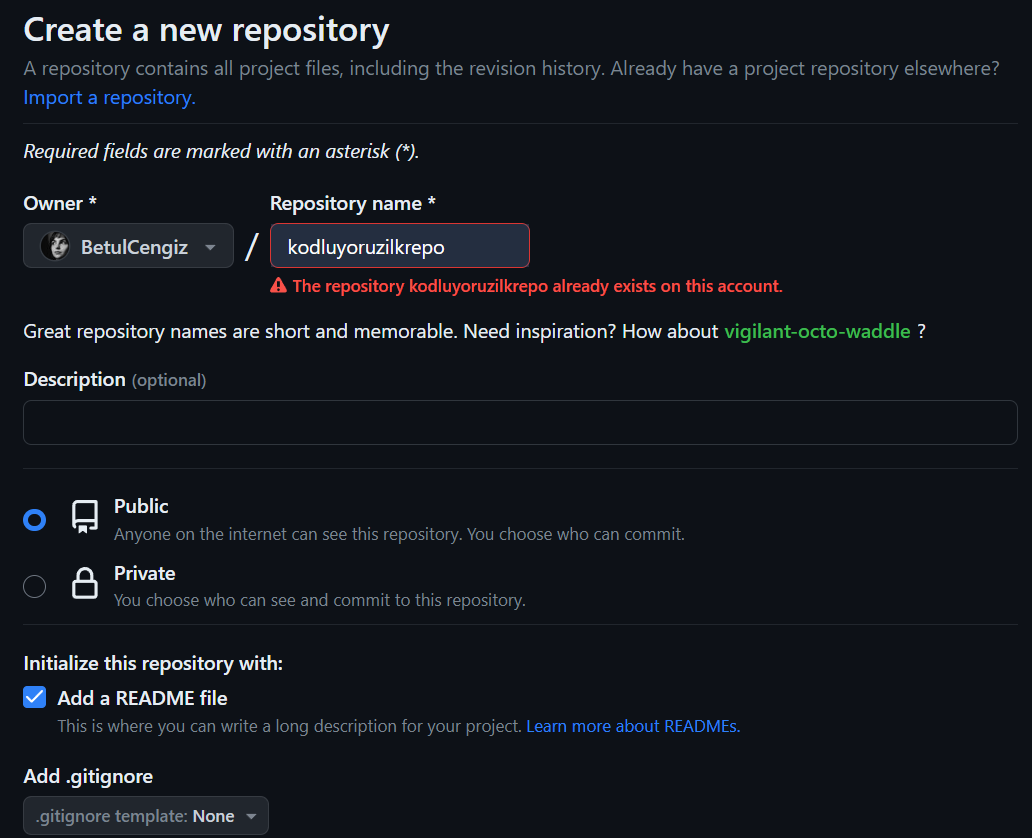 Create a new repository
A repository contains all project files, including the revision history. Already have a project repository elsewhere?
Import a repository.
Required fields are marked with an asterisk (*).
Owner * Repository name *
BetulCengiz / kodluyoruzilkrepo
The repository kodluyoruzilkrepo already exists on this account.
Great repository names are short and memorable. Need inspiration? How about vigilant-octo-waddle ?
Description (optional)
Public
Anyone on the internet can see this repository. You choose who can commit.
Private
You choose who can see and commit to this repository.
Initialize this repository with:
Add a README file
This is where you can write a long description for your project. Learn more about READMEs.
Add .gitignore
.gitignore template: None